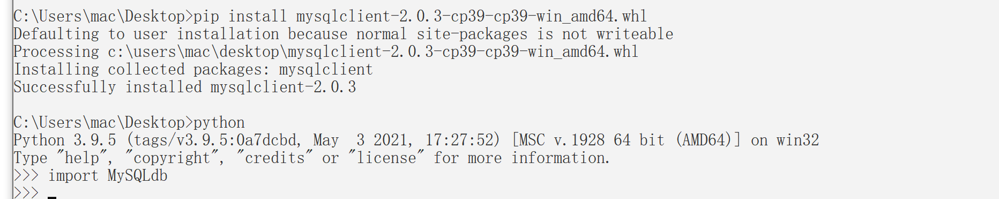 C:\Users\mac\Desktop>pip install mysqlclient-2.0.3-cp39-cp39-win_amd64.whl
Defaulting to user installation because normal site-packages is not writeable
Processing c:\users\mac\desktop\mysqlclient-2.0.3-cp39-cp39-win_amd64.whl
Installing collected packages: mysqlclient
Successfully installed mysqlclient-2.0.3
C:\Users\mac\Desktop>python
Python 3.9.5 (tags/v3.9.5:0a7dcbd, May  3 2021, 17:27:52) [MSC v.1928 64 bit (AMD64)] on win32
Type "help", "copyright", "credits" or "license" for more information.
>>> import MySQLdb
>>>